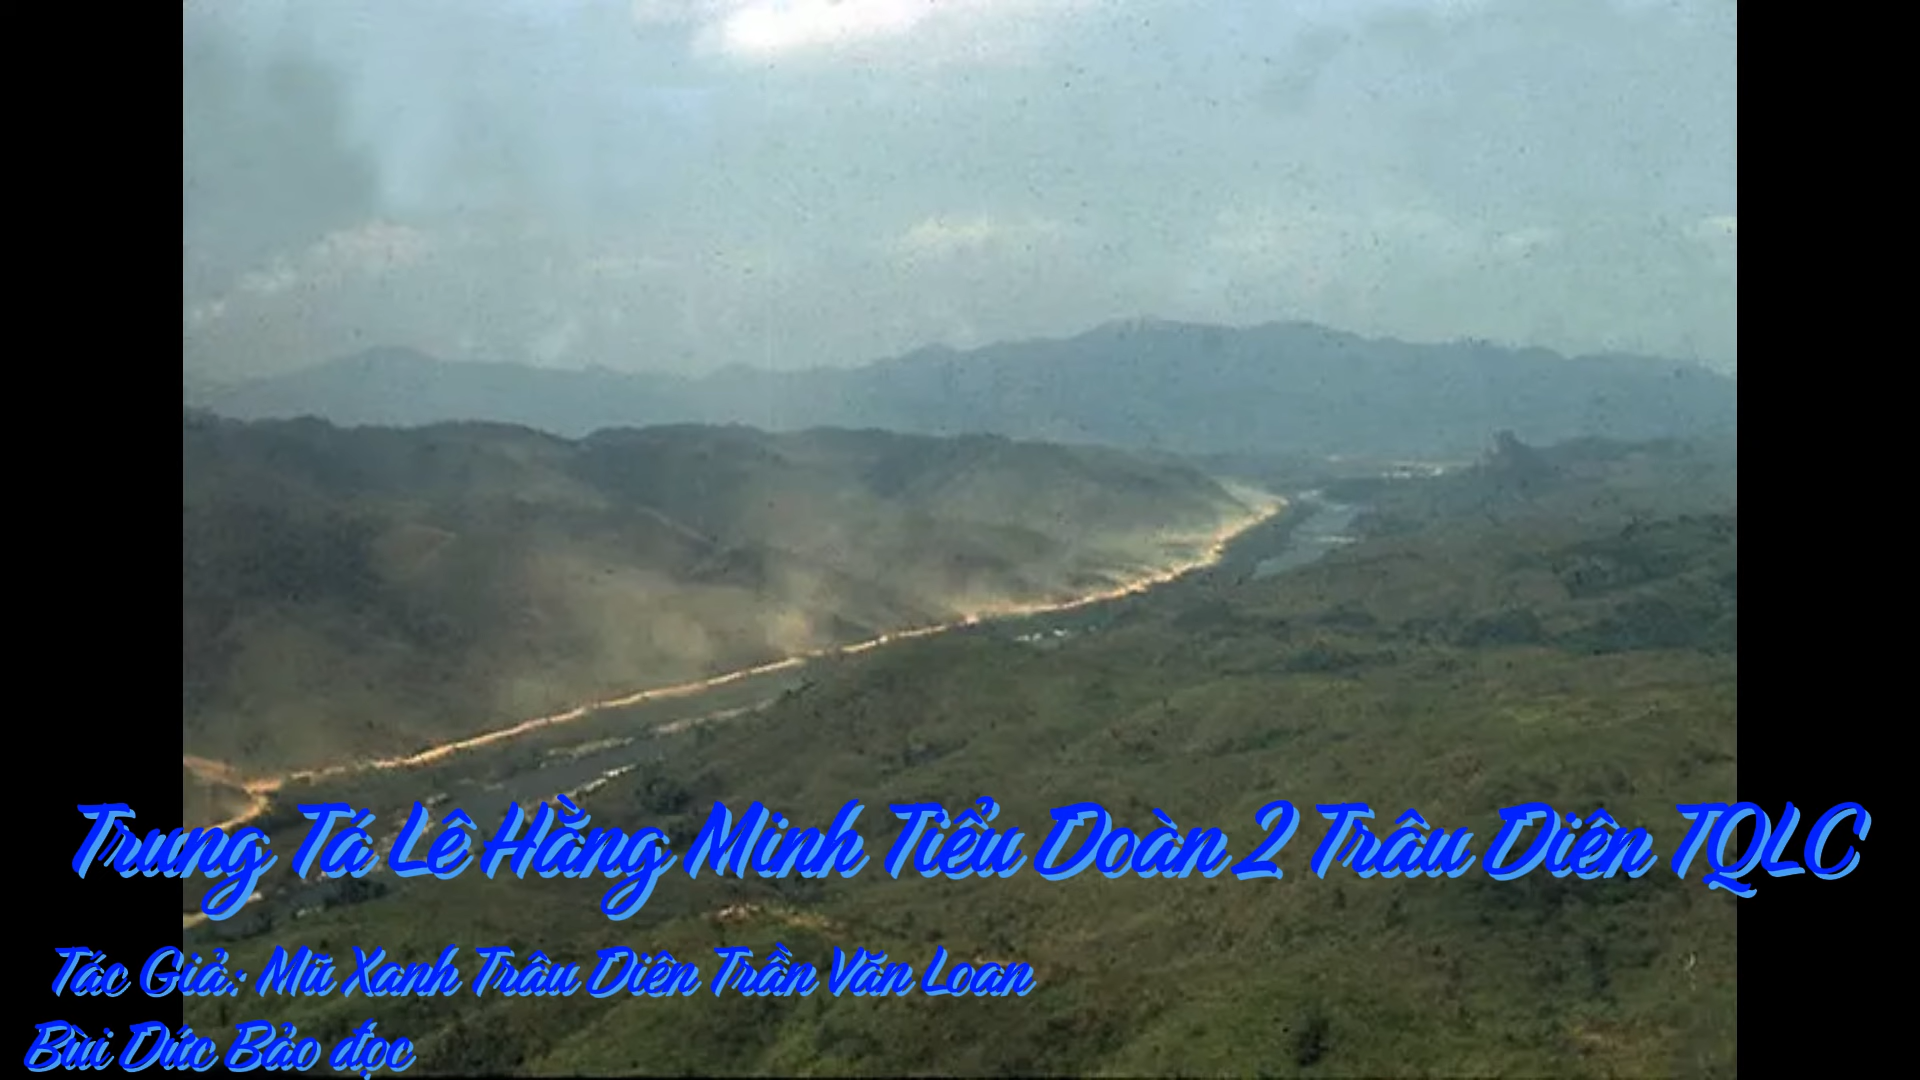 Trung Tá Lê Hằng Minh Tiểu Đoàn 2 Trâu Điên TQLC
Tác Giả: Mũ Xanh Trâu Điên Trần Văn Loan
Bùi Đức Bảo đọc